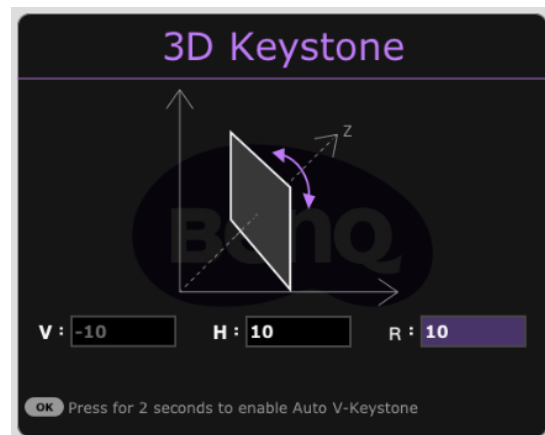 3D Keystone
Z
BenQ
V : -10 H : 10 R : 10
OK Press for 2 seconds to enable Auto V-Keystone